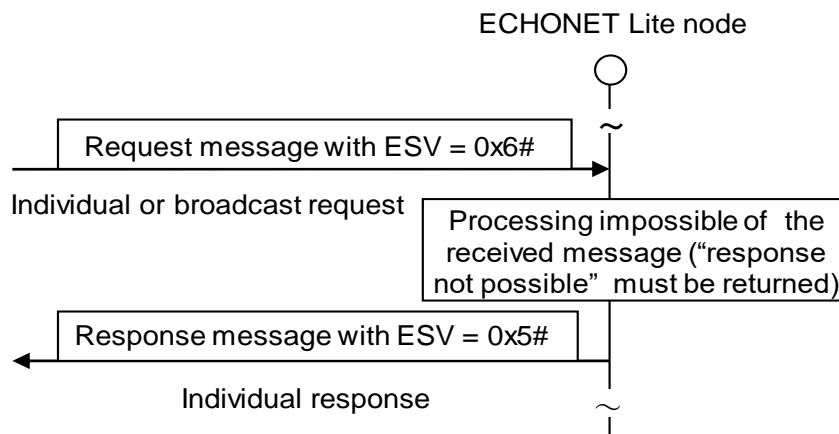 ECHONET Lite node
Request message with ESV = 0x6#
Individual or broadcast request
Processing impossible of the
received message (“response
not possible” must be returned)
Response message with ESV = 0x5#
Individual response